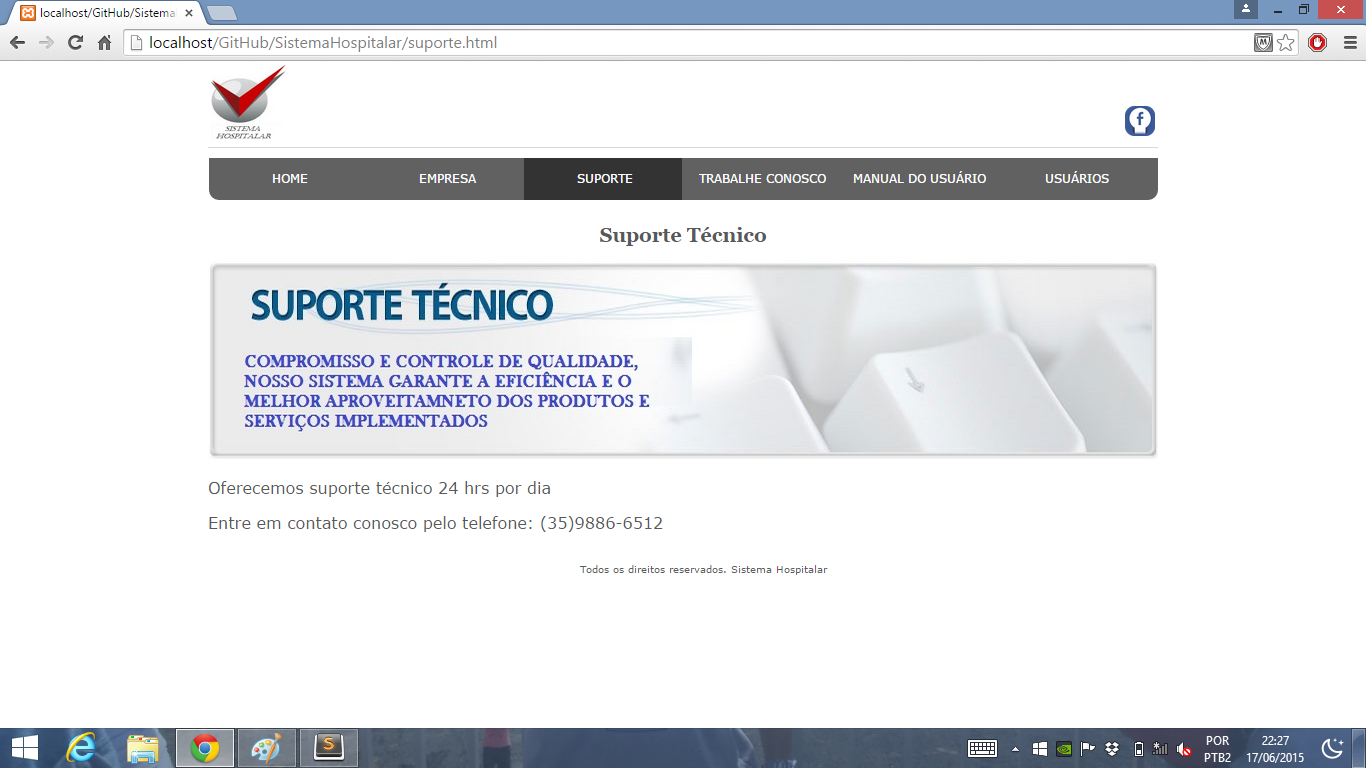 localhost/GitHub/Sistema
localhost/GitHub/SistemaHospitalar/suporte.html
SISTEMA
HOSPITALAR
f
HOME EMPRESA SUPORTE TRABALHE CONOSCO MANUAL DO USUÁRIO USUÁRIOS
Suporte Técnico
SUPORTE TÉCNICO
COMPROMISSO E CONTROLE DE QUALIDADE,
NOSSO SISTEMA GARANTE A EFICIÊNCIA E O
MELHOR APROVEITAMNETO DOS PRODUTOS E
SERVIÇOS IMPLEMENTADOS
Oferecemos suporte técnico 24 hrs por dia
Entre em contato conosco pelo telefone: (35)9886-6512
Todos os direitos reservados. Sistema Hospitalar
POR 22:27
PTB2 17/06/2015